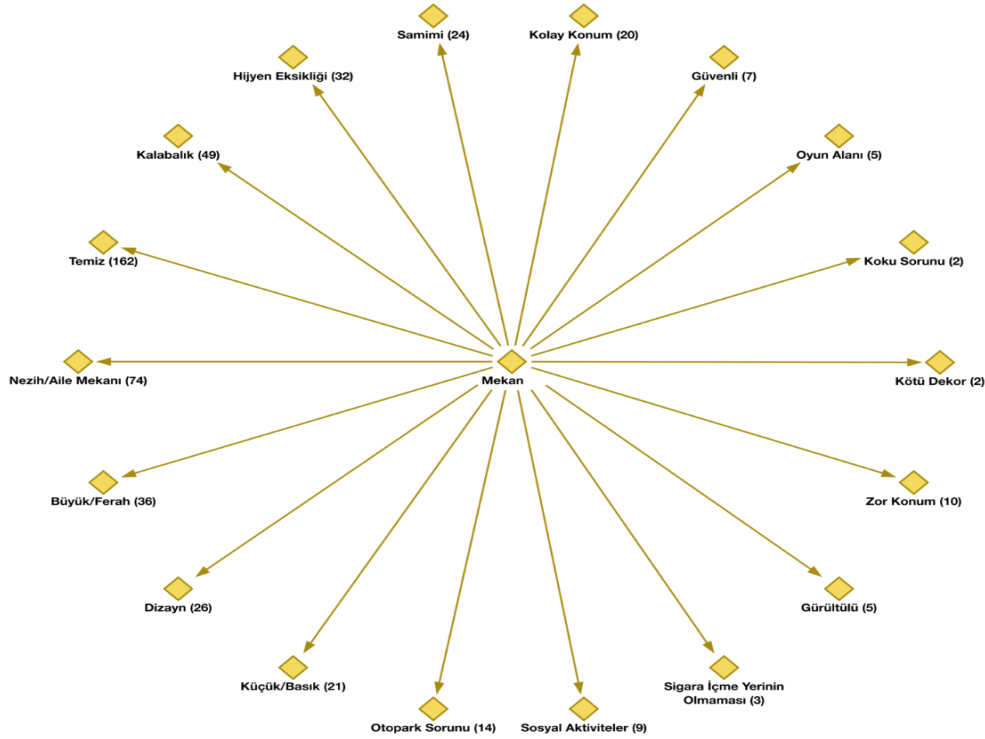 Samimi (24)
Kolay Konum (20)
Hijyen Eksikliği (32)
Güvenli (7)
Kalabalık (49)
Oyun Alanı (5)
Temiz (162)
Koku Sorunu (2)
Nezih/Aile Mekanı (74)
Mekan
Kötü Dekor (2)
Büyük/Ferah (36)
Zor Konum (10)
Dizayn (26)
Gürültülü (5)
Küçük/Basık (21)
Sigara İçme Yerinin
Olmaması (3)
Otopark Sorunu (14)
Sosyal Aktiviteler (9)